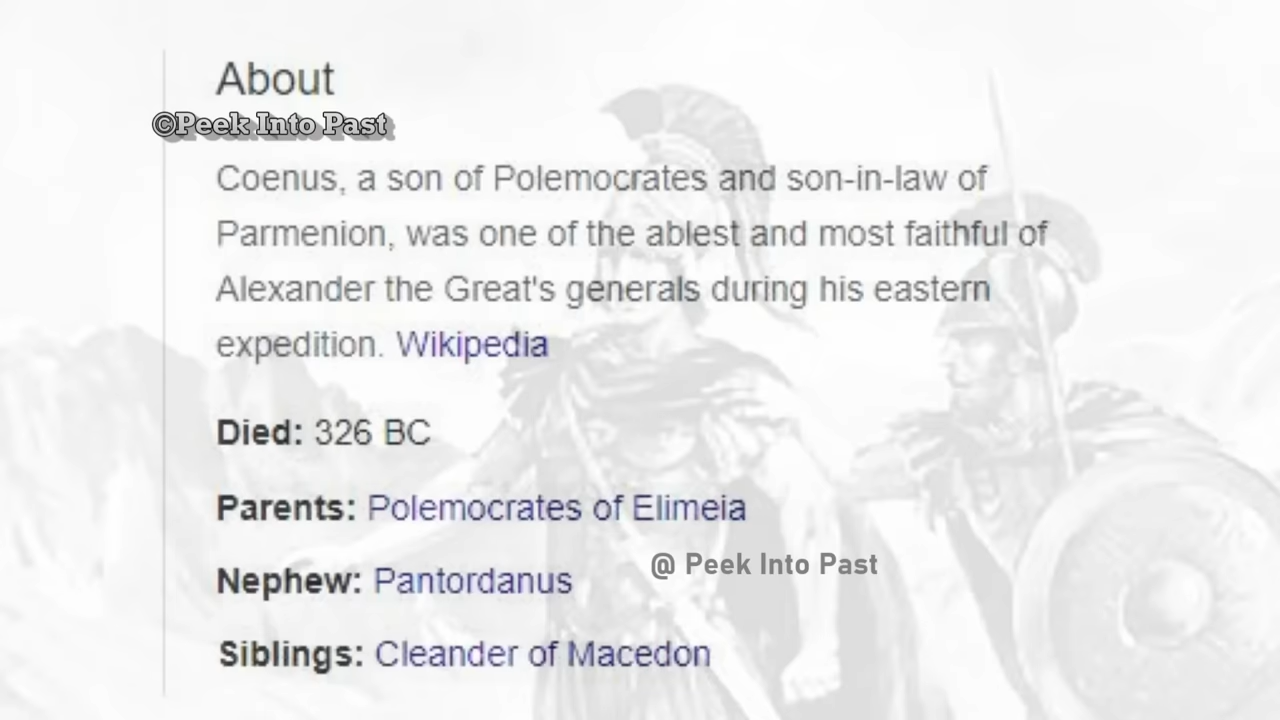 About
©Peek Into Past
Coenus, a son of Polemocrates and son-in-law of
Parmenion, was one of the ablest and most faithful of
Alexander the Great's generals during his eastern
expedition. Wikipedia
Died: 326 BC
Parents: Polemocrates of Elimeia
@ Peek Into Past
Nephew: Pantordanus
Siblings: Cleander of Macedon